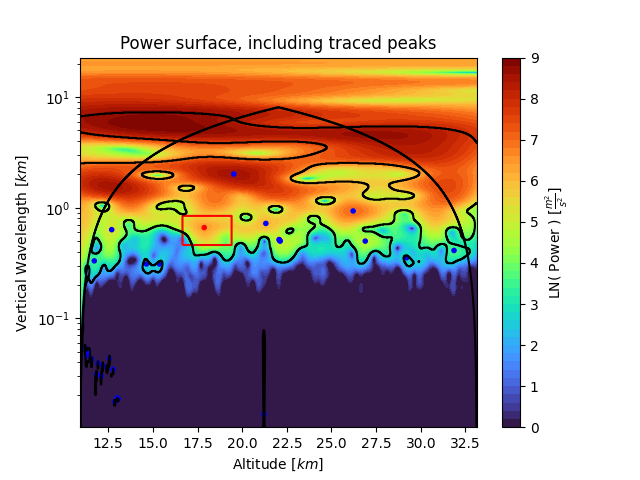 Power surface, including traced peaks
Vertical Wavelength [km]
10¹
10⁰
10⁻¹
12.5 15.0 17.5 20.0 22.5 25.0 27.5 30.0 32.5
Altitude [km]
9
8
7
6
5
4
3
2
1
0
LN( Power ) [m²/s²]